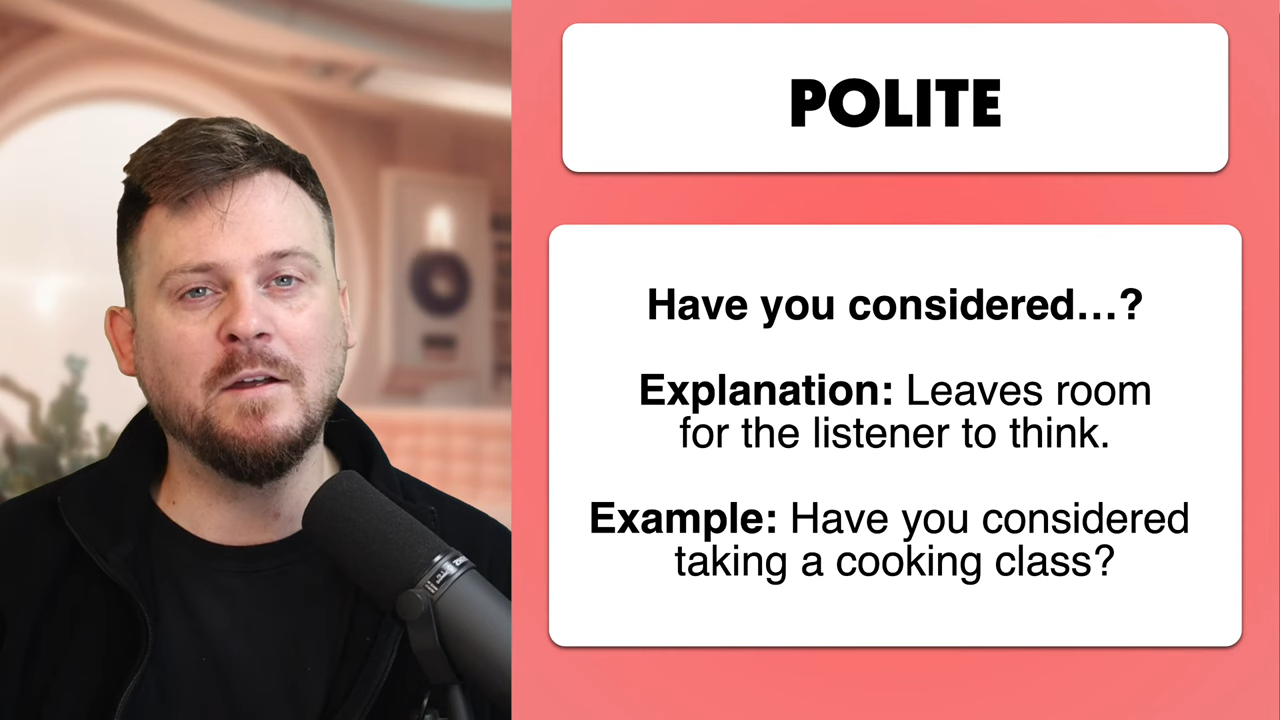 POLITE
Have you considered…?
Explanation: Leaves room
for the listener to think.
Example: Have you considered
taking a cooking class?